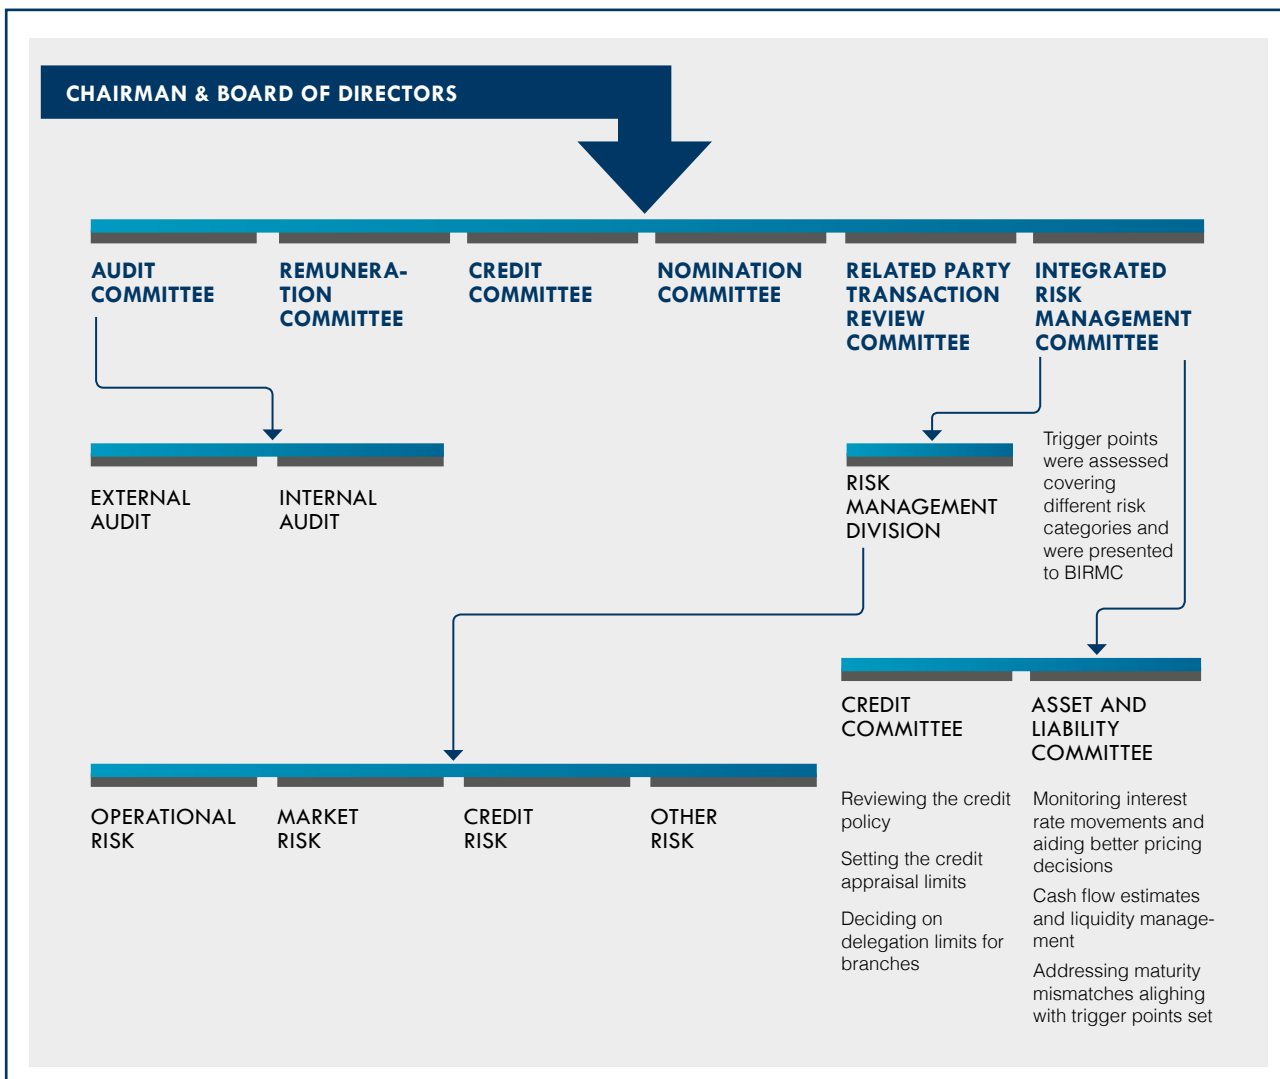 CHAIRMAN & BOARD OF DIRECTORS
AUDIT
COMMITTEE
REMUNERA-
TION
COMMITTEE
CREDIT
COMMITTEE
NOMINATION
COMMITTEE
RELATED PARTY
TRANSACTION
REVIEW
COMMITTEE
INTEGRATED
RISK
MANAGEMENT
COMMITTEE
EXTERNAL
AUDIT
INTERNAL
AUDIT
RISK
MANAGEMENT
DIVISION
Trigger points
were assessed
covering
different risk
categories and
were presented
to BIRMC
OPERATIONAL
RISK
MARKET
RISK
CREDIT
RISK
OTHER
RISK
CREDIT
COMMITTEE
Reviewing the credit
policy
Setting the credit
appraisal limits
Deciding on
delegation limits for
branches
ASSET AND
LIABILITY
COMMITTEE
Monitoring interest
rate movements and
aiding better pricing
decisions
Cash flow estimates
and liquidity manage-
ment
Addressing maturity
mismatches alighing
with trigger points set